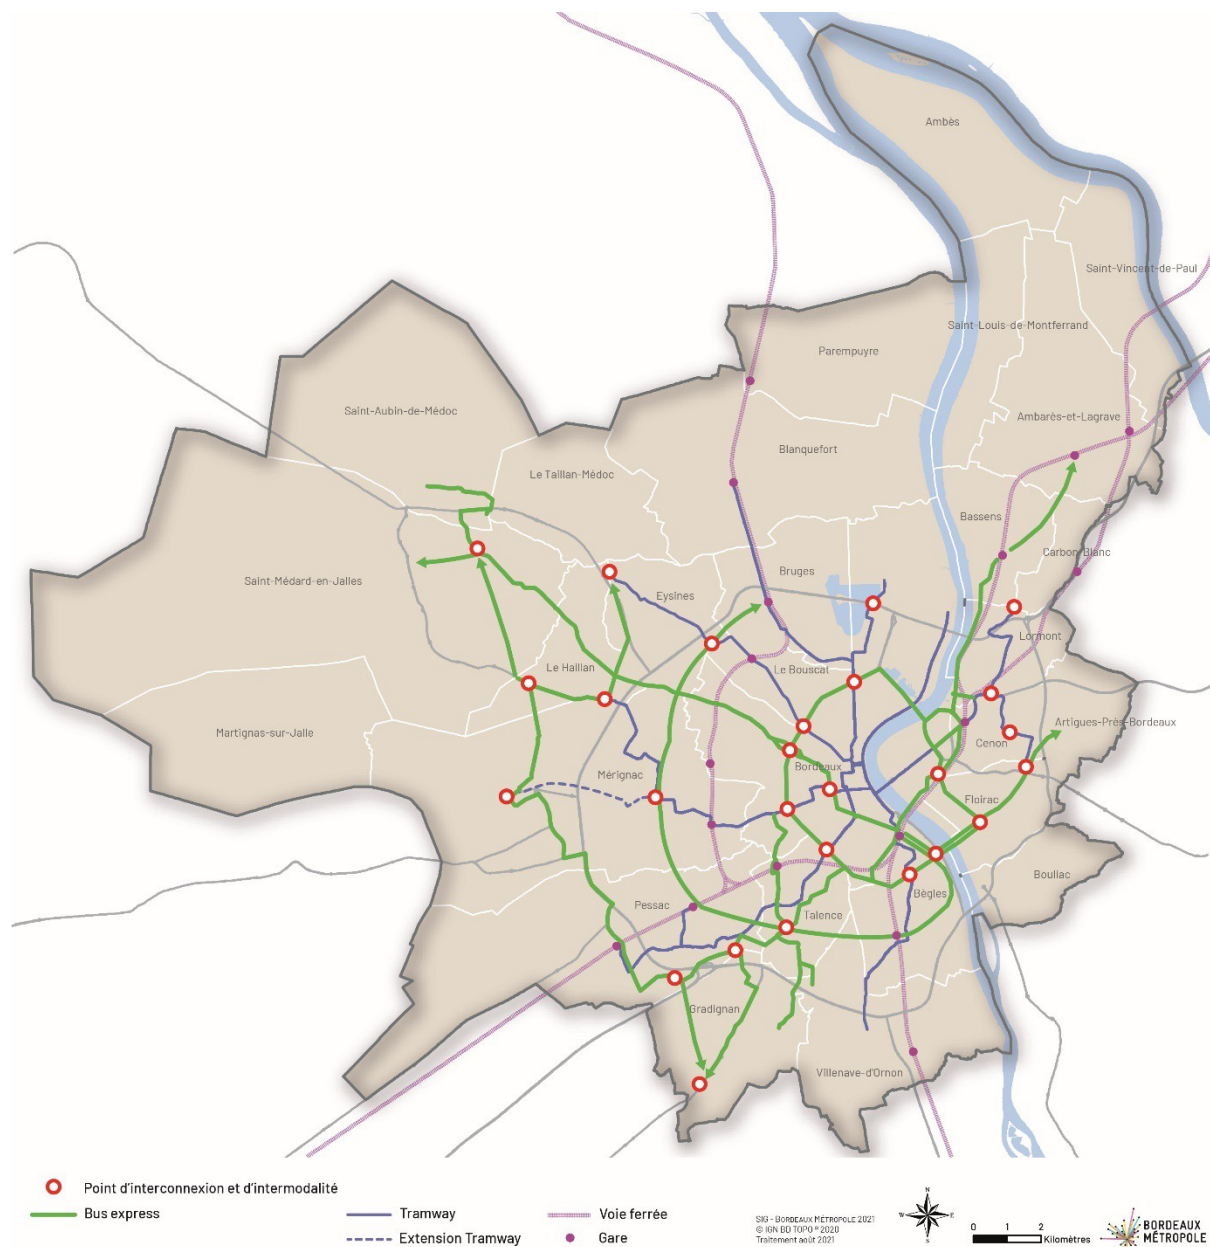 Ambès
Saint-Vincent-de-Paul
Saint-Louis-de-Montferrand
Parempuyre
Saint-Aubin-de-Médoc
Ambarès-et-Lagrave
Blanquefort
Le Taillan-Médoc
Bassens
Carbon-Blanc
Saint-Médard-en-Jalles
Bruges
Eysines
Lormont
Le Haillan
Le Bouscat
Martignas-sur-Jalle
Artigues-Près-Bordeaux
Cenon
Bordeaux
Mérignac
Floirac
Bouliac
Bègles
Pessac
Talence
Gradignan
Villenave-d'Ornon
Point d'interconnexion et d'intermodalité
Bus express
Tramway
Extension Tramway
Voie ferrée
Gare
SIG - BORDEAUX MÉTROPOLE 2021
© IGN BD TOPO ® 2020
Traitement août 2021
N
W E
S
0 1 2
Kilomètres
BORDEAUX
MÉTROPOLE